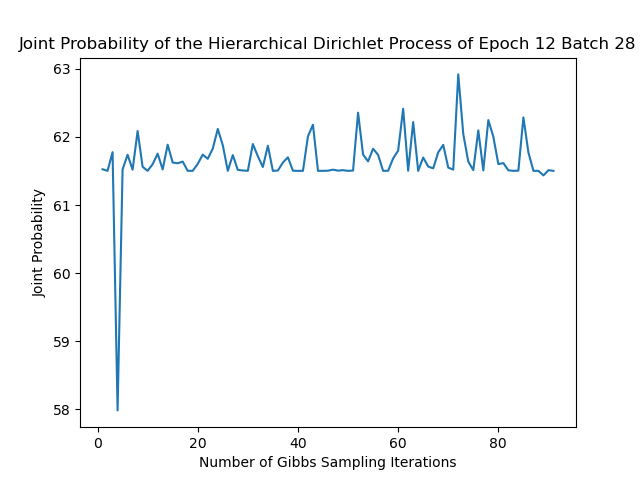 Joint Probability of the Hierarchical Dirichlet Process of Epoch 12 Batch 28
63
62
61
60
59
58
Joint Probability
0 20 40 60 80
Number of Gibbs Sampling Iterations